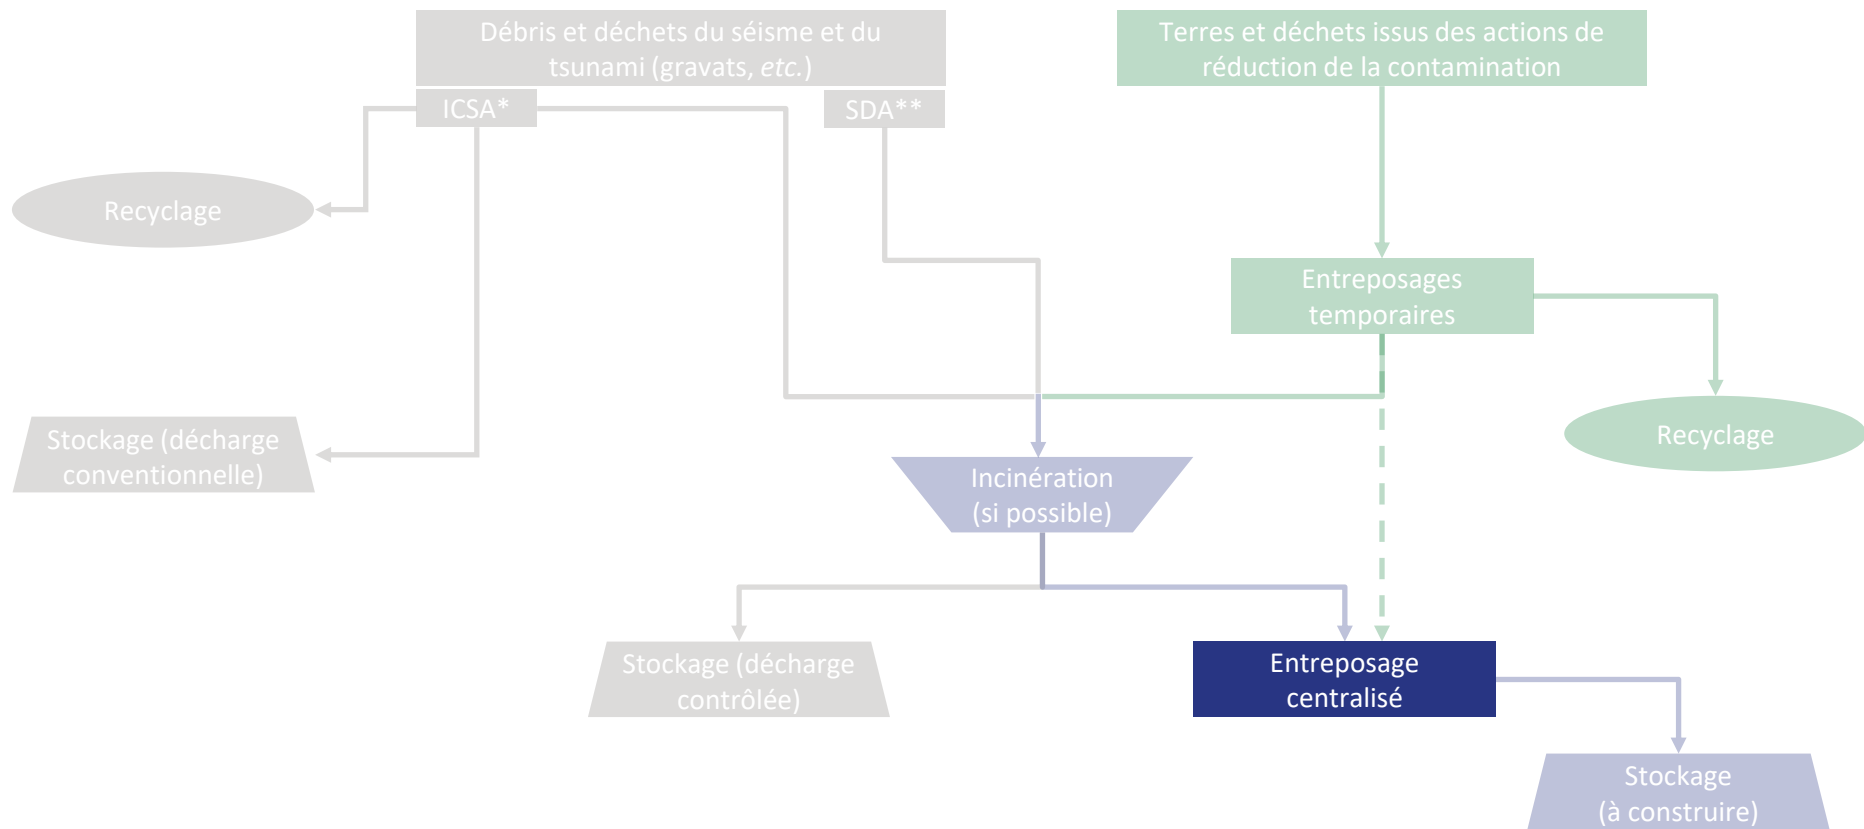 Débris et déchets du séisme et du
tsunami (gravats, etc.)
Terres et déchets issus des actions de
réduction de la contamination
ICSA*
SDA**
Recyclage
Entreposages
temporaires
Stockage (décharge
conventionnelle)
Recyclage
Incinération
(si possible)
Stockage (décharge
contrôlée)
Entreposage
centralisé
Stockage
(à construire)